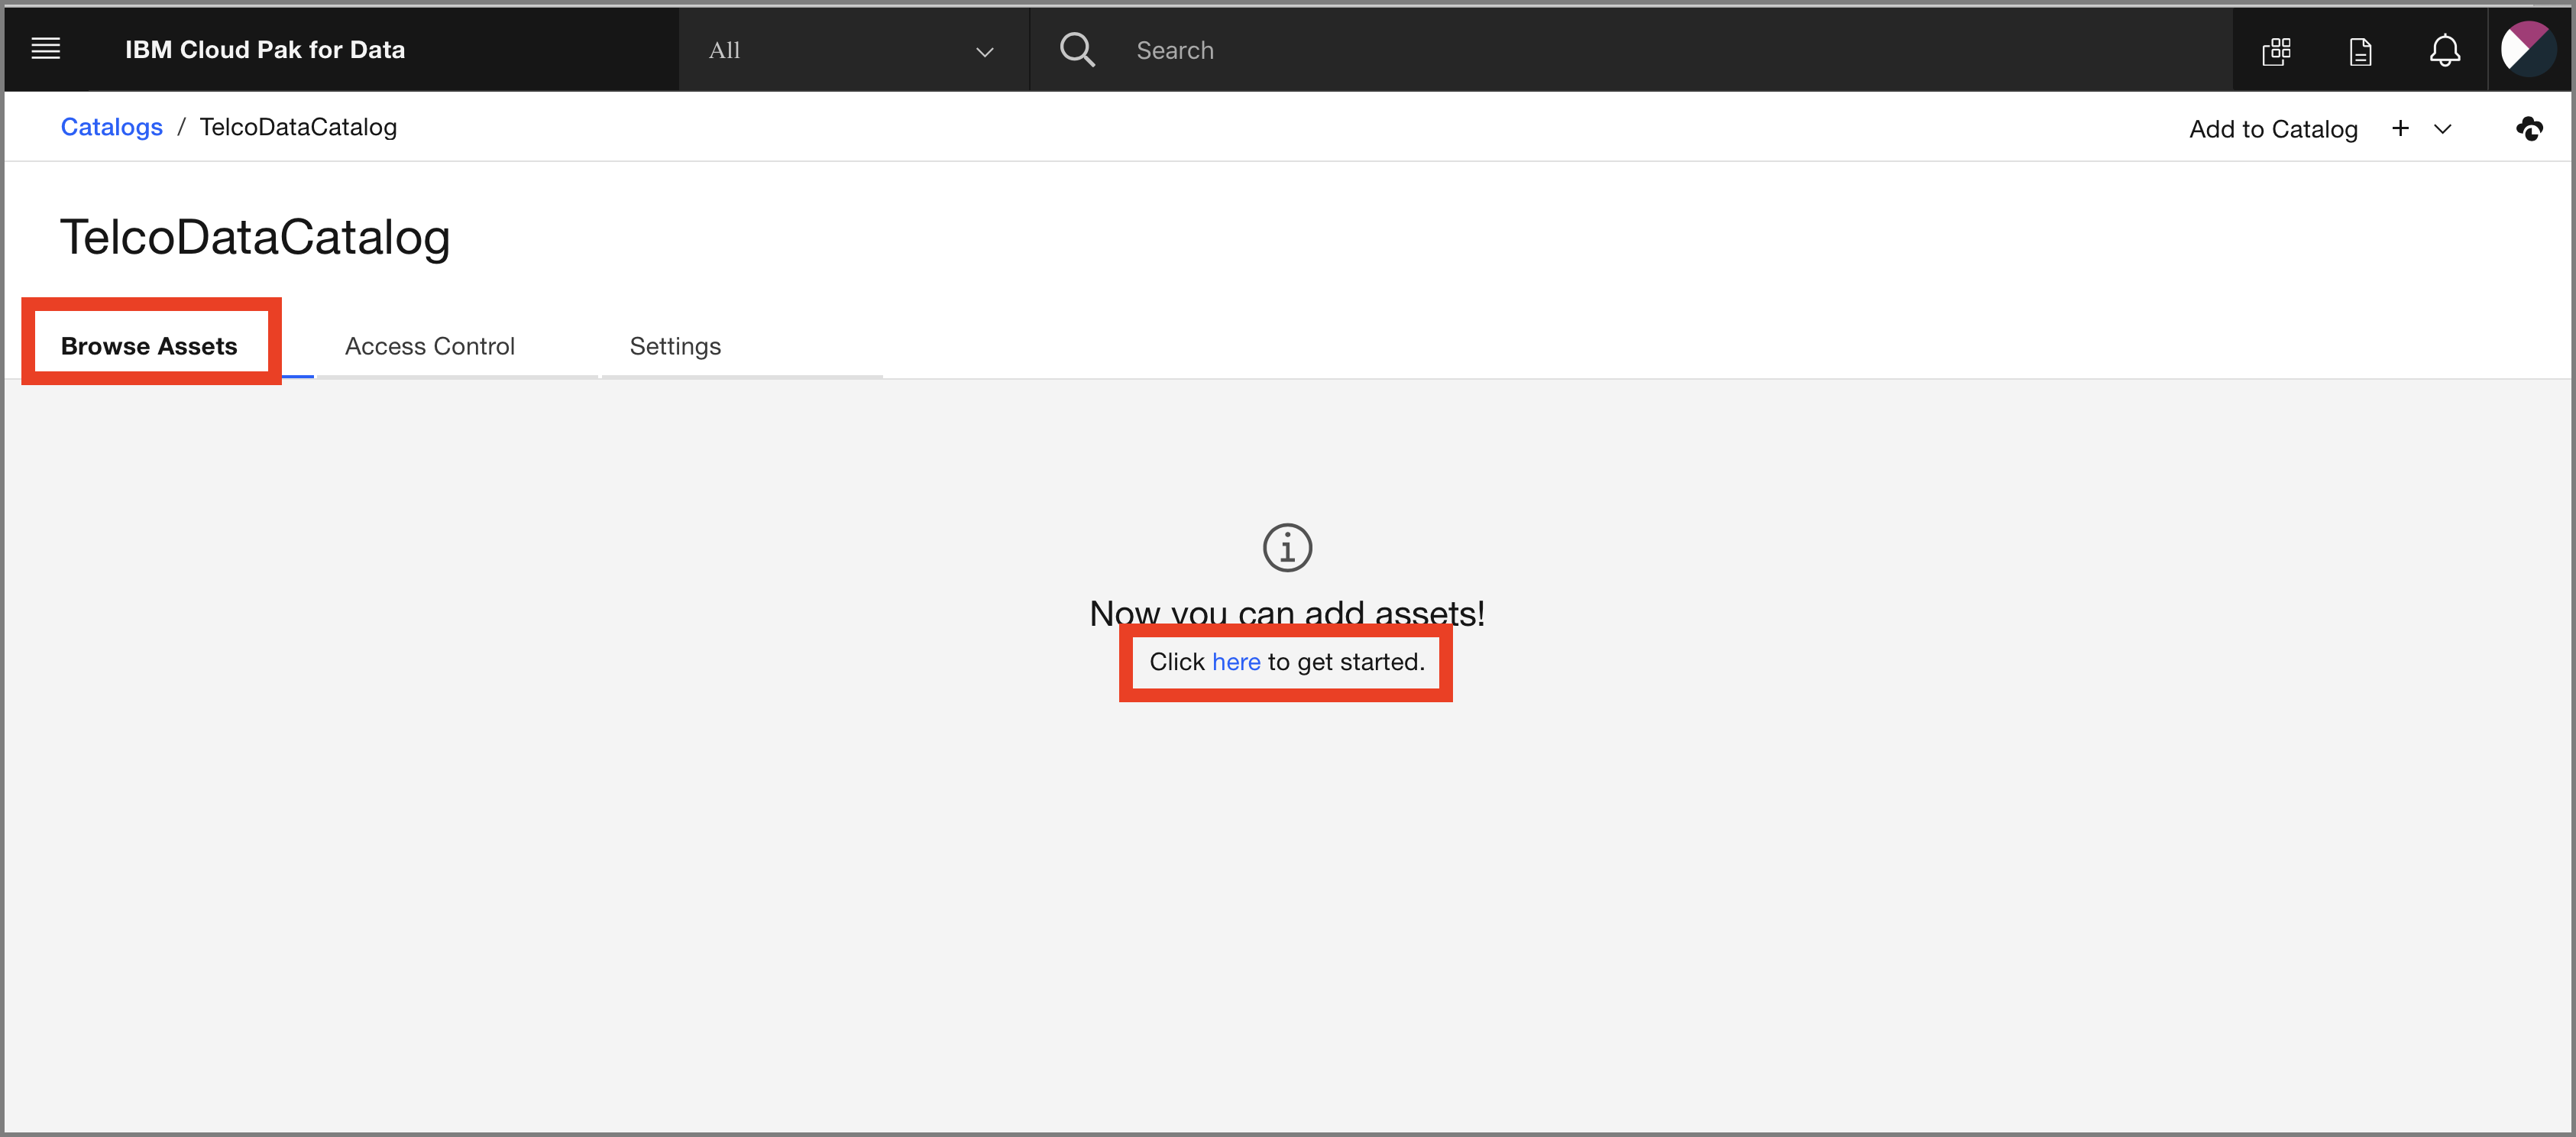 IBM Cloud Pak for Data
All
Search
Catalogs / TelcoDataCatalog
Add to Catalog +
TelcoDataCatalog
Browse Assets
Access Control
Settings
Now you can add assets!
Click here to get started.